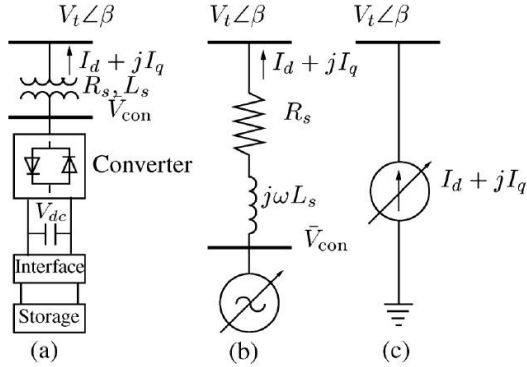 V_t∠β
I_d + jI_q
R_s, L_s
V̄_con
Converter
V_dc
Interface
Storage
(a)
V_t∠β
I_d + jI_q
R_s
jωL_s
V̄_con
(b)
V_t∠β
I_d + jI_q
(c)